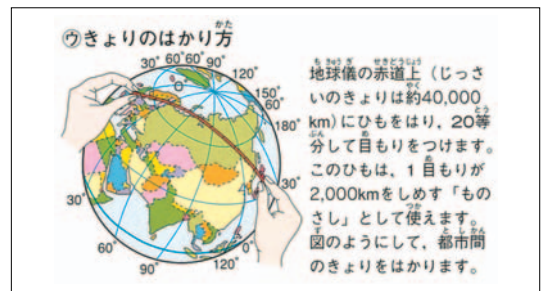 ㋒きょりのはかり方
かた
30° 60° 60° 90°
0°
120°
150°
60°
180°
30°
30°
60°
90°
120°
0°
地球儀の赤道上（じっさ
いのきょりは約40,000
km）にひもをはり，20等
分して目もりをつけます。
このひもは，1目もりが
2,000kmをしめす「もの
さし」として使えます。
図のようにして，都市間
のきょりをはかります。